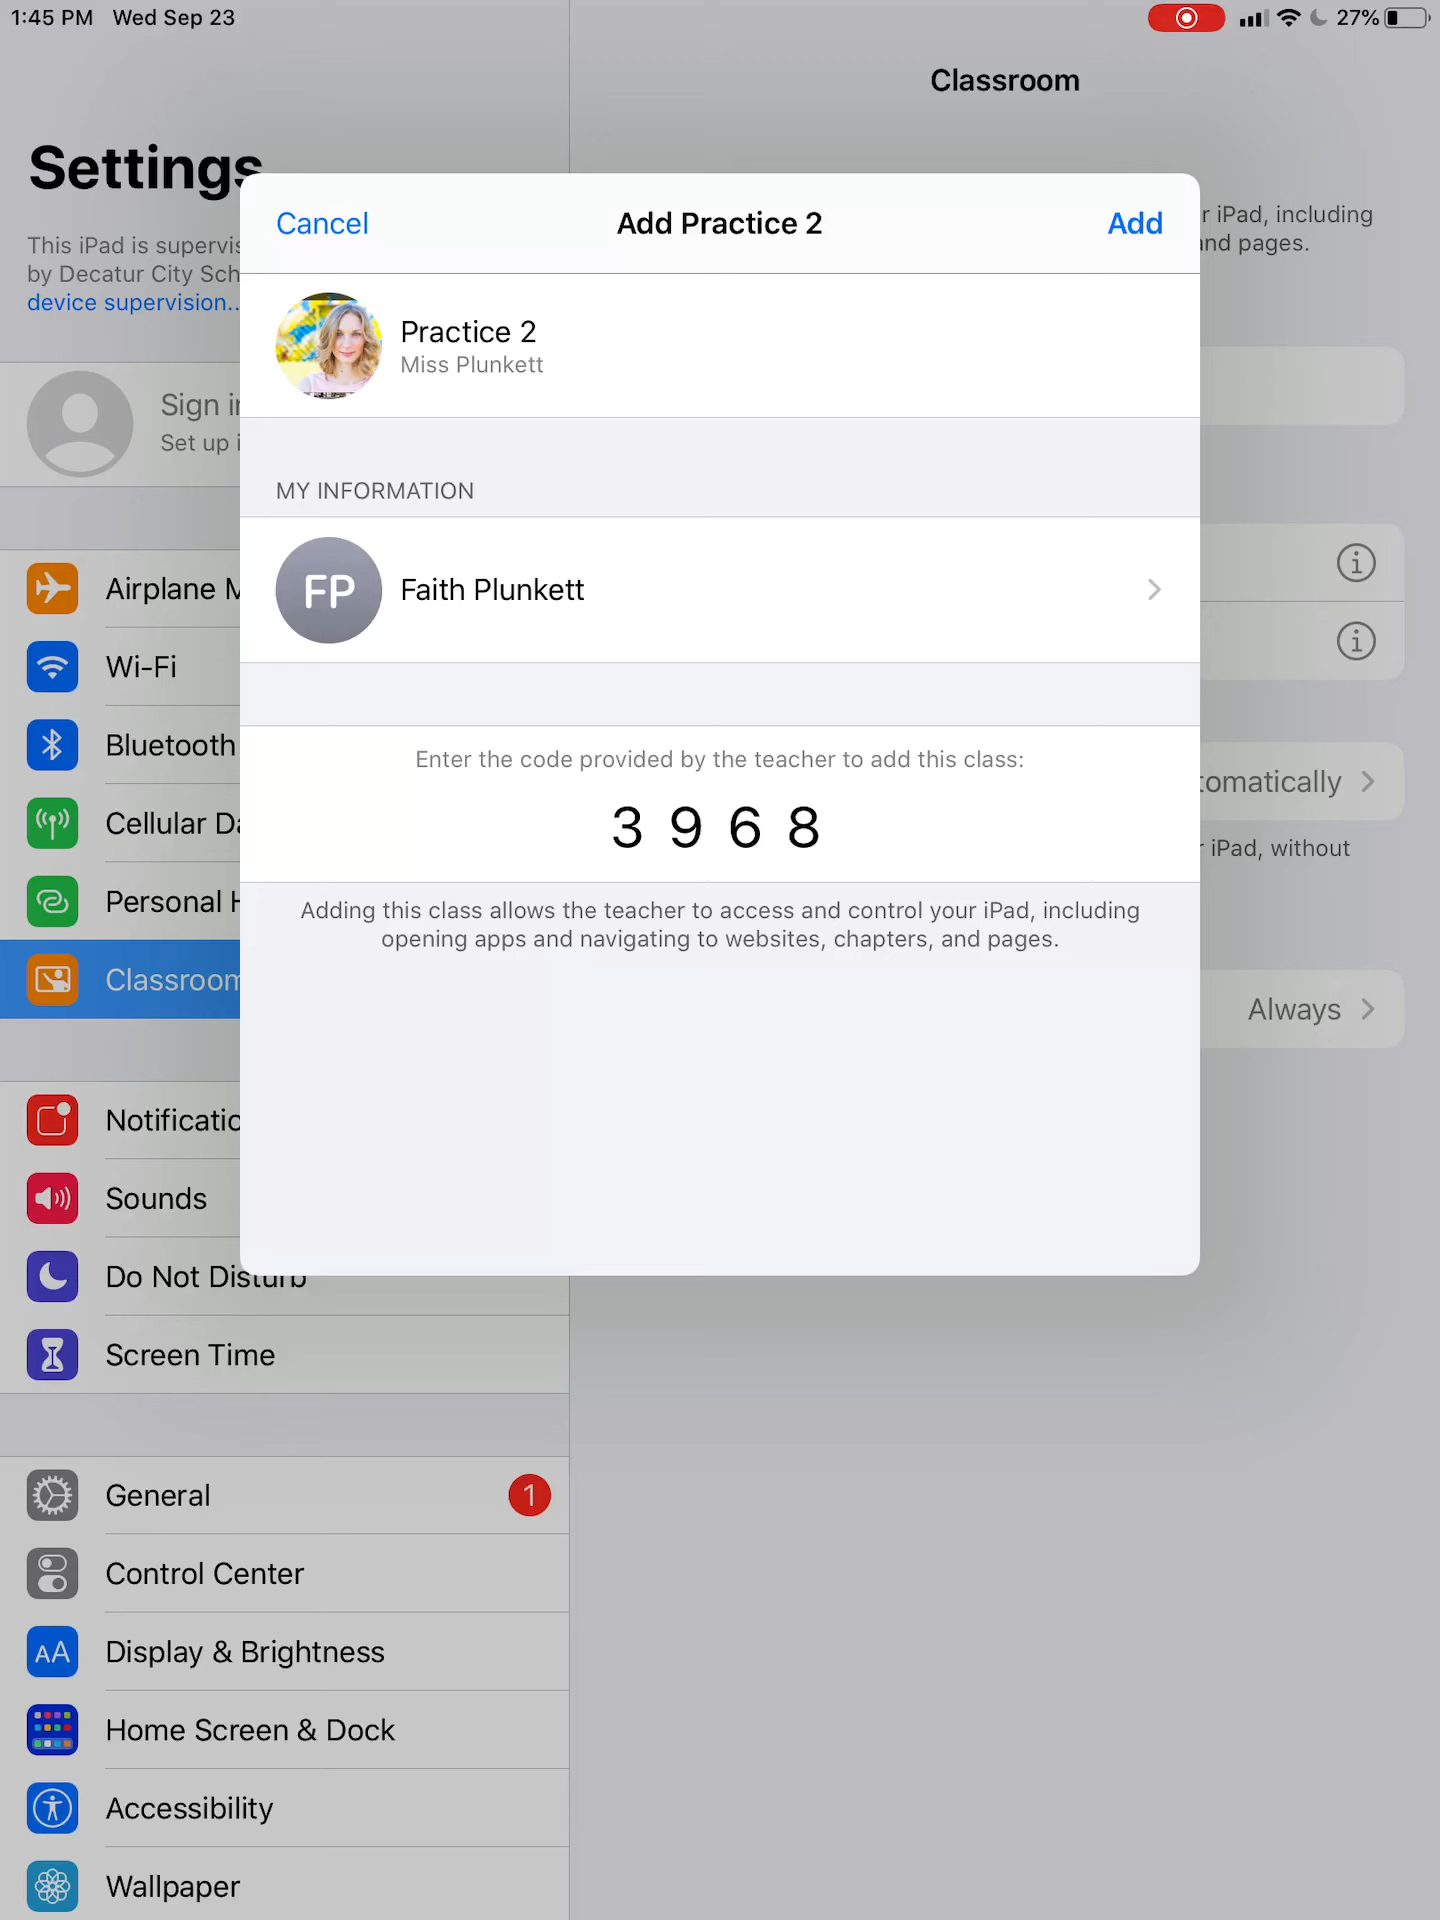 1:45 PM Wed Sep 23
27%
Settings
This iPad is supervis
by Decatur City Sch
device supervision..
Sign in
Set up i
Airplane M
Wi-Fi
Bluetooth
Cellular Da
Personal H
Classroom
Notificatio
Sounds
Do Not Disturb
Screen Time
General
1
Control Center
AA Display & Brightness
Home Screen & Dock
Accessibility
Wallpaper
Classroom
r iPad, including
and pages.
tomatically
r iPad, without
Always
Cancel
Add Practice 2
Add
Practice 2
Miss Plunkett
MY INFORMATION
FP
Faith Plunkett
Enter the code provided by the teacher to add this class:
3 9 6 8
Adding this class allows the teacher to access and control your iPad, including
opening apps and navigating to websites, chapters, and pages.